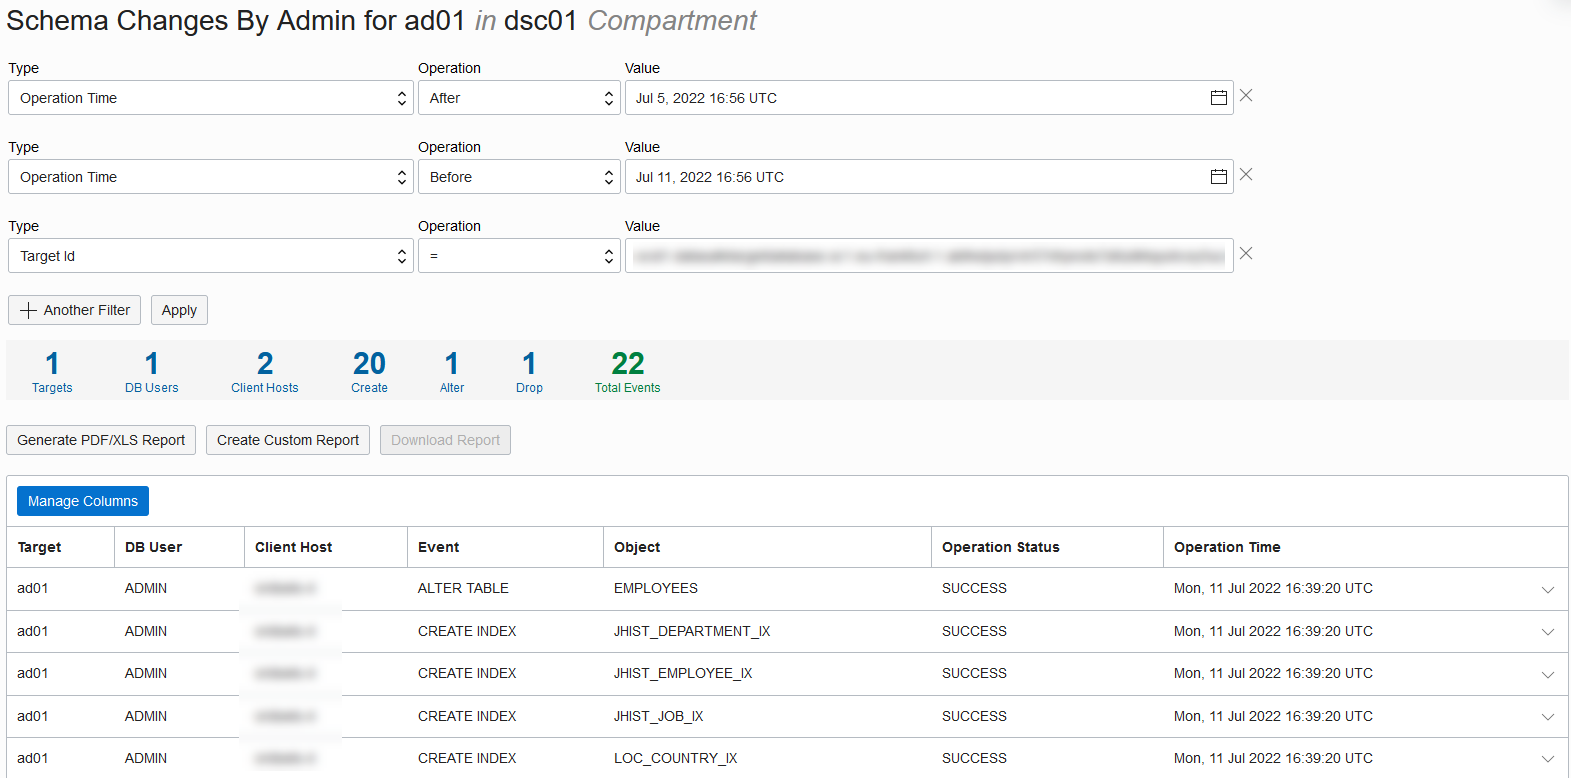 Schema Changes By Admin for ad01 in dsc01 Compartment
Type Operation Value
Operation Time After Jul 5, 2022 16:56 UTC
Type Operation Value
Operation Time Before Jul 11, 2022 16:56 UTC
Type Operation Value
Target Id =
Another Filter Apply
1 1 2 20 1 1 22
Targets DB Users Client Hosts Create Alter Drop Total Events
Generate PDF/XLS Report Create Custom Report Download Report
Manage Columns
Target DB User Client Host Event Object Operation Status Operation Time
ad01 ADMIN ALTER TABLE EMPLOYEES SUCCESS Mon, 11 Jul 2022 16:39:20 UTC
ad01 ADMIN CREATE INDEX JHIST_DEPARTMENT_IX SUCCESS Mon, 11 Jul 2022 16:39:20 UTC
ad01 ADMIN CREATE INDEX JHIST_EMPLOYEE_IX SUCCESS Mon, 11 Jul 2022 16:39:20 UTC
ad01 ADMIN CREATE INDEX JHIST_JOB_IX SUCCESS Mon, 11 Jul 2022 16:39:20 UTC
ad01 ADMIN CREATE INDEX LOC_COUNTRY_IX SUCCESS Mon, 11 Jul 2022 16:39:20 UTC